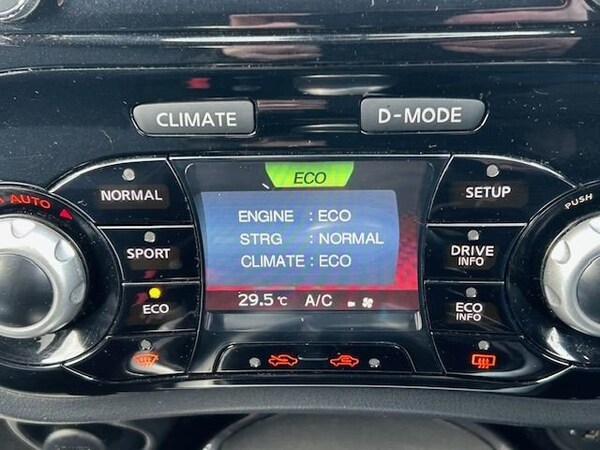 CLIMATE
D-MODE
ECO
NORMAL
SETUP
PUSH
AUTO
ENGINE : ECO
STRG : NORMAL
CLIMATE : ECO
SPORT
DRIVE
INFO
ECO
ECO
INFO
29.5℃ A/C